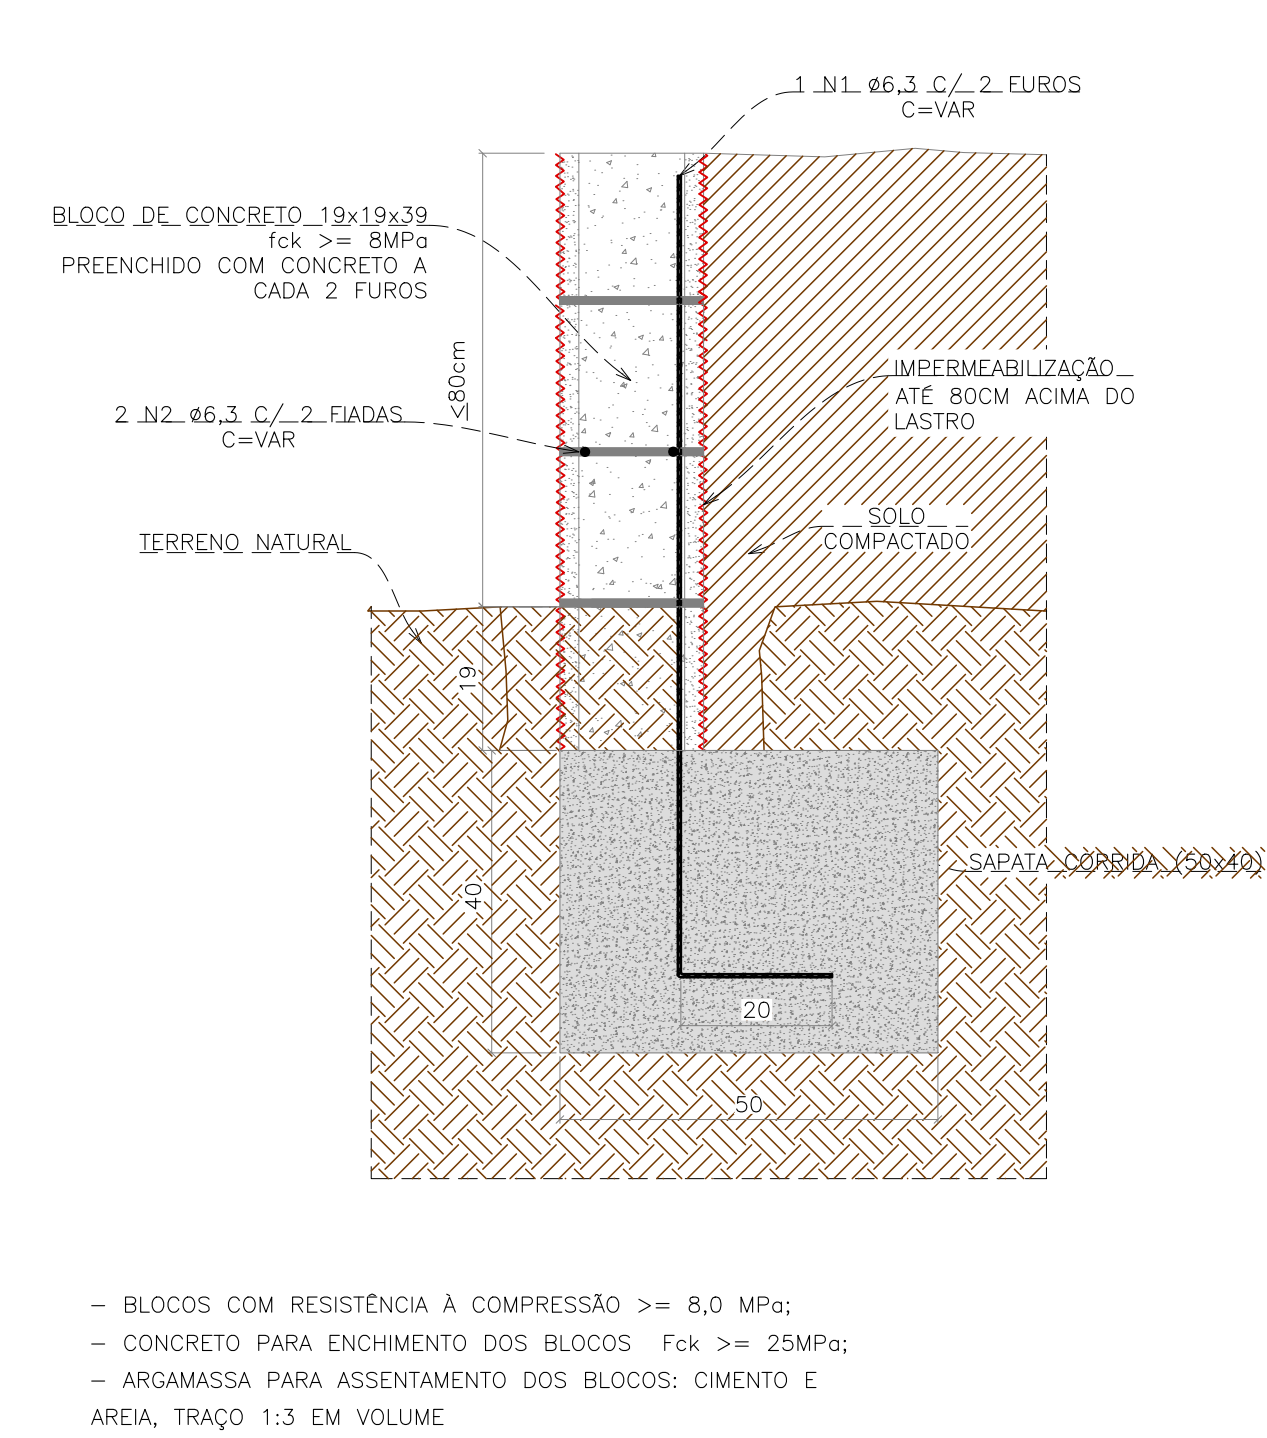 1 N1 ø6,3 C/ 2 FUROS
C=VAR
BLOCO DE CONCRETO 19x19x39
fck >= 8MPa
PREENCHIDO COM CONCRETO A
CADA 2 FUROS
≤80cm
IMPERMEABILIZAÇÃO
ATÉ 80CM ACIMA DO
LASTRO
2 N2 ø6,3 C/ 2 FIADAS
C=VAR
SOLO
COMPACTADO
TERRENO NATURAL
19
SAPATA CORRIDA (50x40)
40
20
50
– BLOCOS COM RESISTÊNCIA À COMPRESSÃO >= 8,0 MPa;
– CONCRETO PARA ENCHIMENTO DOS BLOCOS Fck >= 25MPa;
– ARGAMASSA PARA ASSENTAMENTO DOS BLOCOS: CIMENTO E
AREIA, TRAÇO 1:3 EM VOLUME